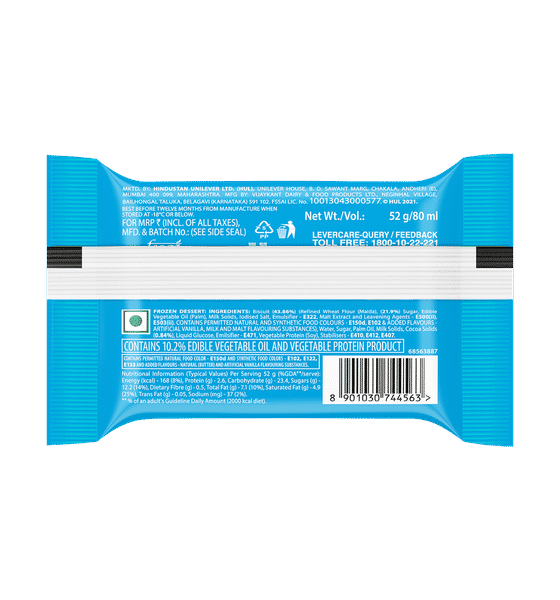 MKTD. BY: HINDUSTAN UNILEVER LTD. (HUL), UNILEVER HOUSE, B. D. SAWANT MARG, CHAKALA, ANDHERI (E),
MUMBAI 400 099, MAHARASHTRA. MFG BY: VIJAYKANT DAIRY & FOOD PRODUCTS LTD., NEGINHAL VILLAGE,
BAILHONGAL TALUKA, BELAGAVI (KARNATAKA) 591 102. FSSAI LIC. No. 10013043000577 © HUL 2021.
BEST BEFORE TWELVE MONTHS FROM MANUFACTURE WHEN
STORED AT -18°C OR BELOW.
FOR MRP ₹ (INCL. OF ALL TAXES),
MFD. & BATCH No.: (SEE SIDE SEAL)
Net Wt./Vol.: 52 g/80 ml
LEVERCARE-QUERY / FEEDBACK
TOLL FREE: 1800-10-22-221
FROZEN DESSERT: INGREDIENTS: Biscuit (43.86%) (Refined Wheat Flour (Maida), (21.9%) Sugar, Edible
Vegetable Oil (Palm), Milk Solids, Iodised Salt, Emulsifier - E322, Malt Extract and Leavening Agents - E500(ii),
E503(ii). CONTAINS PERMITTED NATURAL AND SYNTHETIC FOOD COLOURS - E150d, E102 & ADDED FLAVOURS -
ARTIFICIAL VANILLA, MILK AND MALT FLAVOURING SUBSTANCES), Water, Sugar, Palm Oil, Milk Solids, Cocoa Solids
(0.84%), Liquid Glucose, Emulsifier - E471, Vegetable Protein (Soy), Stabilisers - E410, E412, E407.
CONTAINS 10.2% EDIBLE VEGETABLE OIL AND VEGETABLE PROTEIN PRODUCT
68563887
CONTAINS PERMITTED NATURAL FOOD COLOR - E150d AND SYNTHETIC FOOD COLORS - E102, E122,
E133 AND ADDED FLAVOURS - NATURAL (BUTTER) AND ARTIFICIAL VANILLA FLAVOURING SUBSTANCES.
Nutritional Information (Typical Values) Per Serving 52 g (%GDA**/serve):
Energy (kcal) - 168 (8%), Protein (g) - 2.6, Carbohydrate (g) - 23.4, Sugars (g) -
12.2 (14%), Dietary Fibre (g) - 0.5, Total Fat (g) - 7.1 (10%), Saturated Fat (g) - 4.9
(25%), Trans Fat (g) - 0.05, Sodium (mg) - 37 (2%).
** % of an adult's Guideline Daily Amount (2000 kcal diet).
8 901030 744563 >